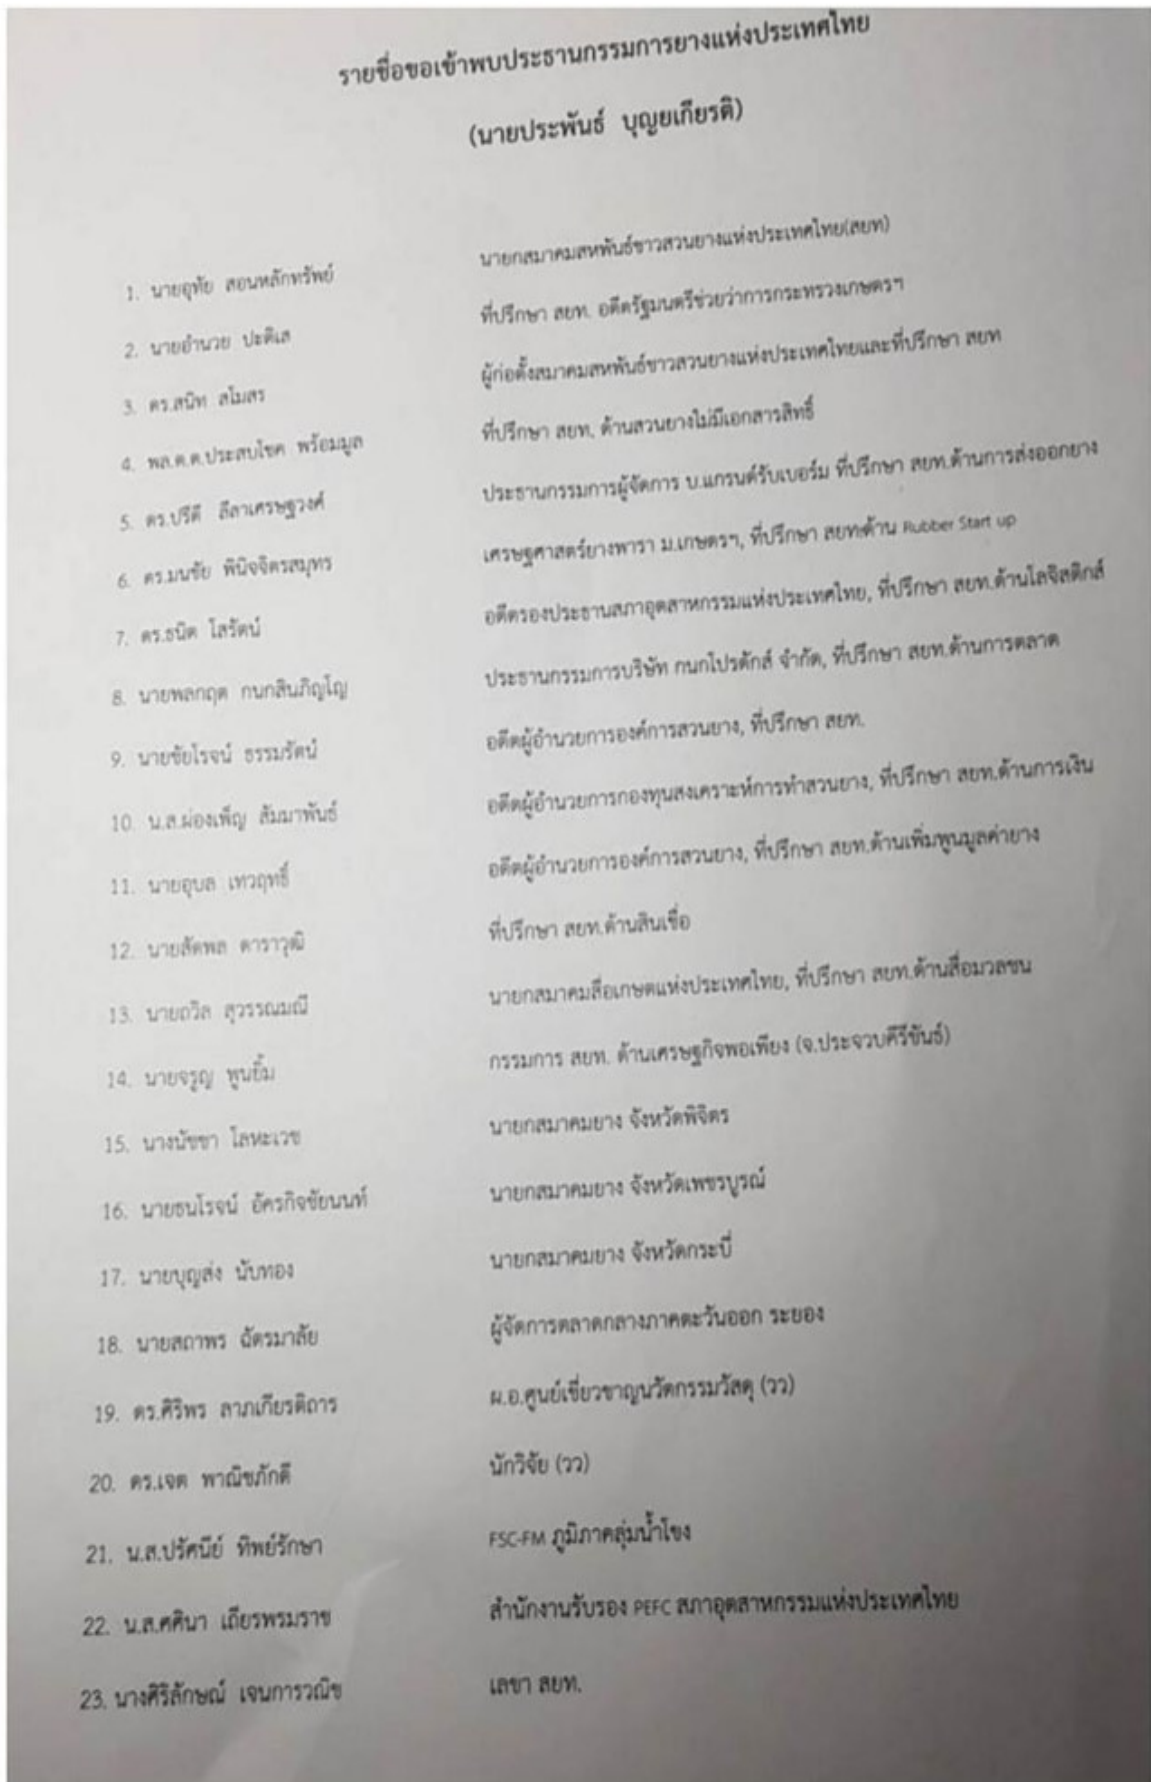 รายชื่อขอเข้าพบประธานกรรมการยางแห่งประเทศไทย
(นายประพันธ์ บุญยเกียรติ)
1. นายอุทัย สอนหลักทรัพย์ นายกสมาคมสหพันธ์ชาวสวนยางแห่งประเทศไทย(สยท)
2. นายอำนวย ปะติเส ที่ปรึกษา สยท. อดีตรัฐมนตรีช่วยว่าการกระทรวงเกษตรฯ
3. ดร.สนิท สโมสร ผู้ก่อตั้งสมาคมสหพันธ์ชาวสวนยางแห่งประเทศไทยและที่ปรึกษา สยท
4. พล.ต.ต.ประสบโชค พร้อมมูล ที่ปรึกษา สยท. ด้านสวนยางไม่มีเอกสารสิทธิ์
5. ดร.ปรีดี ลีลาเศรษฐวงศ์ ประธานกรรมการผู้จัดการ บ.แกรนด์รับเบอร์ม ที่ปรึกษา สยท.ด้านการส่งออกยาง
6. ดร.มนชัย พินิจจิตรสมุทร เศรษฐศาสตร์ยางพารา ม.เกษตรฯ, ที่ปรึกษา สยท.ด้าน Rubber Start up
7. ดร.ธนิต โสรัตน์ อดีตรองประธานสภาอุตสาหกรรมแห่งประเทศไทย, ที่ปรึกษา สยท.ด้านโลจิสติกส์
8. นายพลกฤต กนกสินภิญโญ ประธานกรรมการบริษัท กนกโปรดักส์ จำกัด, ที่ปรึกษา สยท.ด้านการตลาด
9. นายชัยโรจน์ ธรรมรัตน์ อดีตผู้อำนวยการองค์การสวนยาง, ที่ปรึกษา สยท.
10. น.ส.ผ่องเพ็ญ สัมมาพันธ์ อดีตผู้อำนวยการกองทุนสงเคราะห์การทำสวนยาง, ที่ปรึกษา สยท.ด้านการเงิน
11. นายอุบล เทวฤทธิ์ อดีตผู้อำนวยการองค์การสวนยาง, ที่ปรึกษา สยท.ด้านเพิ่มพูนมูลค่ายาง
12. นายสัตพล ดาราวุฒิ ที่ปรึกษา สยท.ด้านสินเชื่อ
13. นายถวิล สุวรรณมณี นายกสมาคมสื่อเกษตแห่งประเทศไทย, ที่ปรึกษา สยท.ด้านสื่อมวลชน
14. นายจรูญ พูนยิ้ม กรรมการ สยท. ด้านเศรษฐกิจพอเพียง (จ.ประจวบคีรีขันธ์)
15. นางนัชชา โลหะเวช นายกสมาคมยาง จังหวัดพิจิตร
16. นายธนโรจน์ อัครกิจชัยนนท์ นายกสมาคมยาง จังหวัดเพชรบูรณ์
17. นายบุญส่ง นับทอง นายกสมาคมยาง จังหวัดกระบี่
18. นายสถาพร ฉัตรมาลัย ผู้จัดการตลาดกลางภาคตะวันออก ระยอง
19. ดร.ศิริพร ลาภเกียรติถาร ผ.อ.ศูนย์เชี่ยวชาญนวัตกรรมวัสดุ (วว)
20. ดร.เจต พาณิชภักดี นักวิจัย (วว)
21. น.ส.ปรัศนีย์ ทิพย์รักษา FSC-FM ภูมิภาคลุ่มน้ำโขง
22. น.ส.ศศินา เถียรพรมราช สำนักงานรับรอง PEFC สภาอุตสาหกรรมแห่งประเทศไทย
23. นางศิริลักษณ์ เจนการวณิช เลขา สยท.